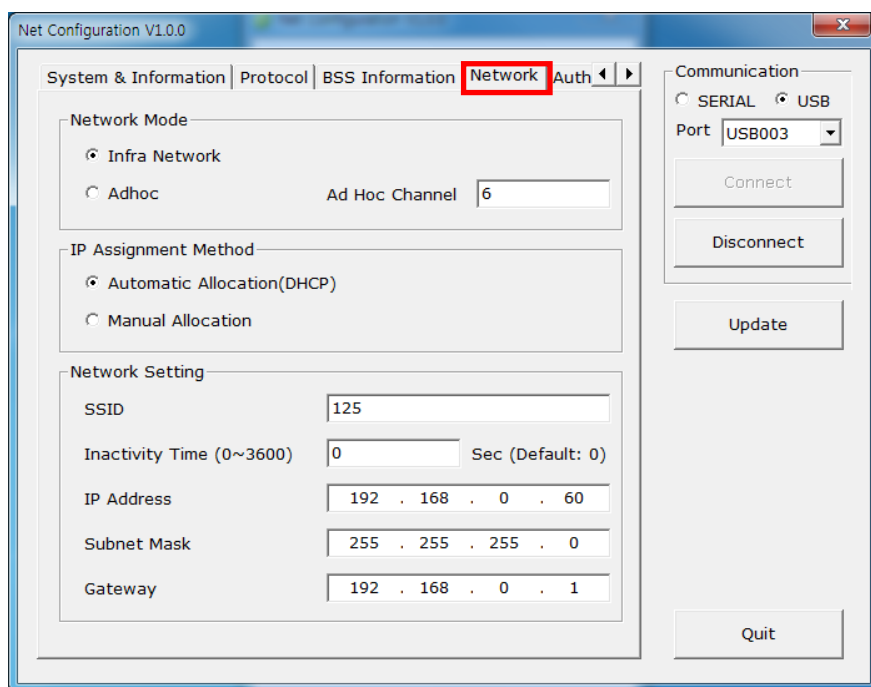 Net Configuration V1.0.0
System & Information Protocol BSS Information Network Auth
Network Mode
Infra Network
Adhoc Ad Hoc Channel 6
IP Assignment Method
Automatic Allocation(DHCP)
Manual Allocation
Network Setting
SSID 125
Inactivity Time (0~3600) 0 Sec (Default: 0)
IP Address 192 . 168 . 0 . 60
Subnet Mask 255 . 255 . 255 . 0
Gateway 192 . 168 . 0 . 1
Communication
SERIAL USB
Port USB003
Connect
Disconnect
Update
Quit